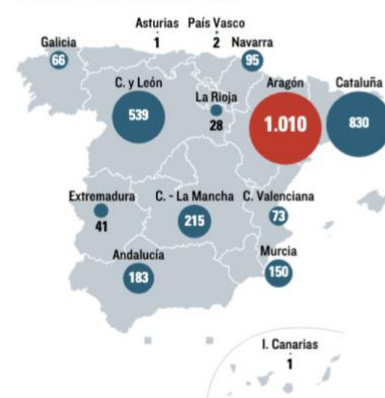 Asturias
1
País Vasco
2
Galicia
66
Navarra
95
C. y León
539
La Rioja
28
Aragón
1.010
Cataluña
830
Extremadura
41
C. - La Mancha
215
C. Valenciana
73
Andalucía
183
Murcia
150
I. Canarias
1